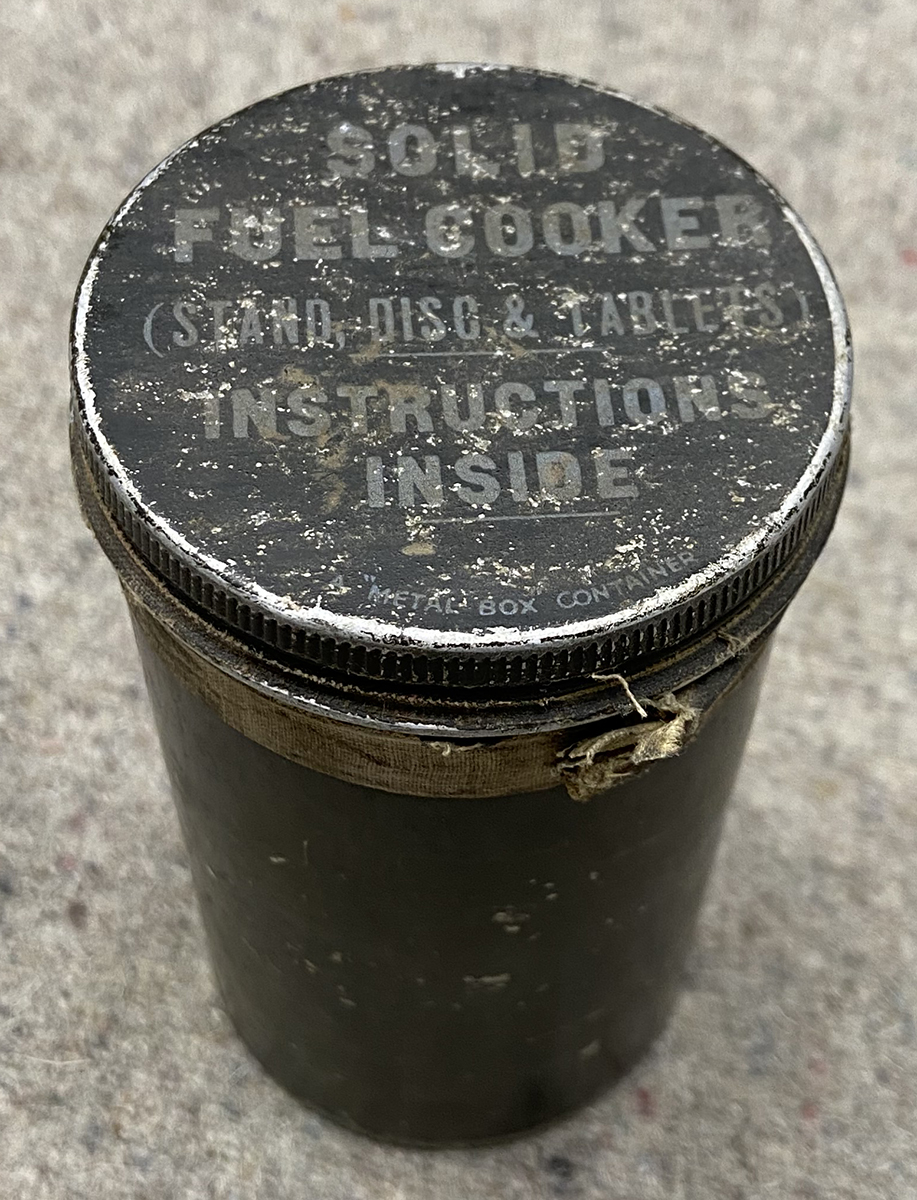 SOLID
FUEL COOKER
(STAND, DISC & TABLETS)
INSTRUCTIONS
INSIDE
A "METAL BOX CONTAINER"